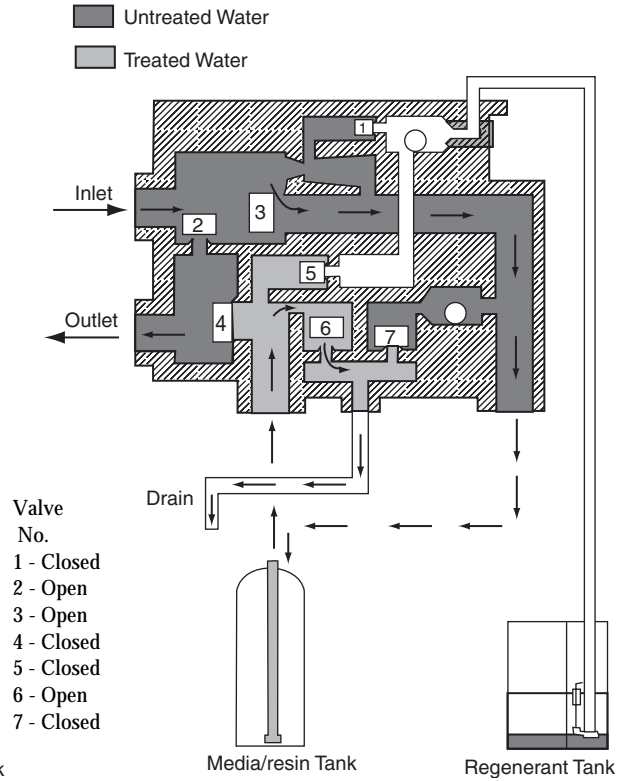 Untreated Water
Treated Water
1
Inlet
3
2
5
Outlet
4
6
7
Drain
Valve
No.
1 - Closed
2 - Open
3 - Open
4 - Closed
5 - Closed
6 - Open
7 - Closed
Media/resin Tank
Regenerant Tank